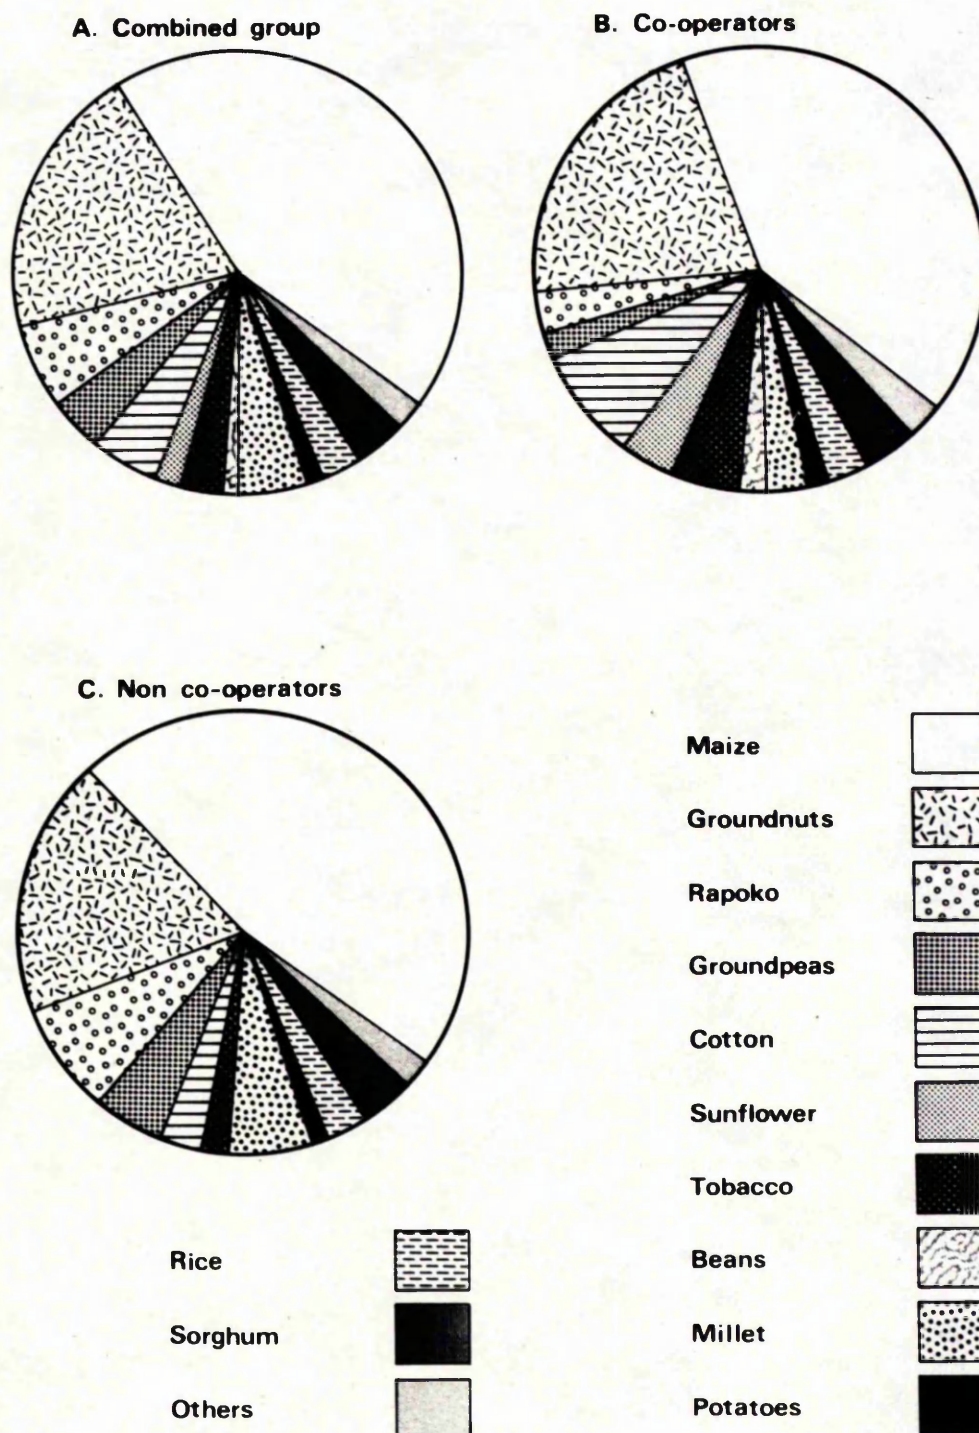 A. Combined group
B. Co-operators
C. Non co-operators
Maize
Groundnuts
Rapoko
Groundpeas
Cotton
Sunflower
Tobacco
Beans
Millet
Potatoes
Rice
Sorghum
Others